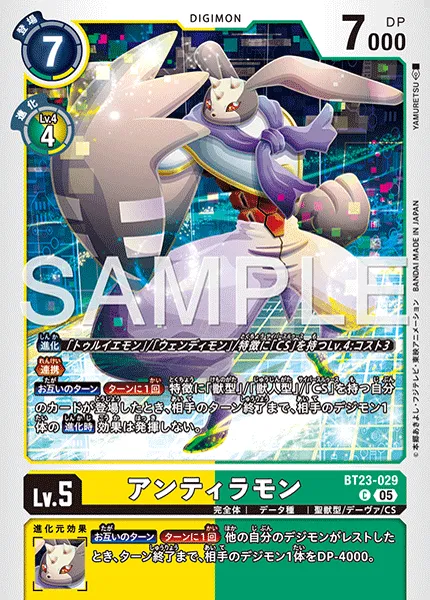 DIGIMON
登場
7
7000
DP
進化
Lv.4
4
YAMURETSU
©本郷あきよし・フジテレビ・東映アニメーション BANDAI MADE IN JAPAN
SAMPLE
進化 「トゥルイエモン」/「ウェンディモン」/特徴に「CS」を持つLv.4:コスト3
連携
お互いのターン ターンに1回 特徴に「獣型」/「獣人型」/「CS」を持つ自分
のカードが登場したとき、相手のターン終了まで、相手のデジモン1
体の進化時効果は発揮しない。
BT23-029
Lv.5
アンティラモン
C 05
完全体 | データ種 | 聖獣型/デーヴァ/CS
進化元効果
お互いのターン ターンに1回 他の自分のデジモンがレストした
とき、ターン終了まで、相手のデジモン1体をDP-4000。